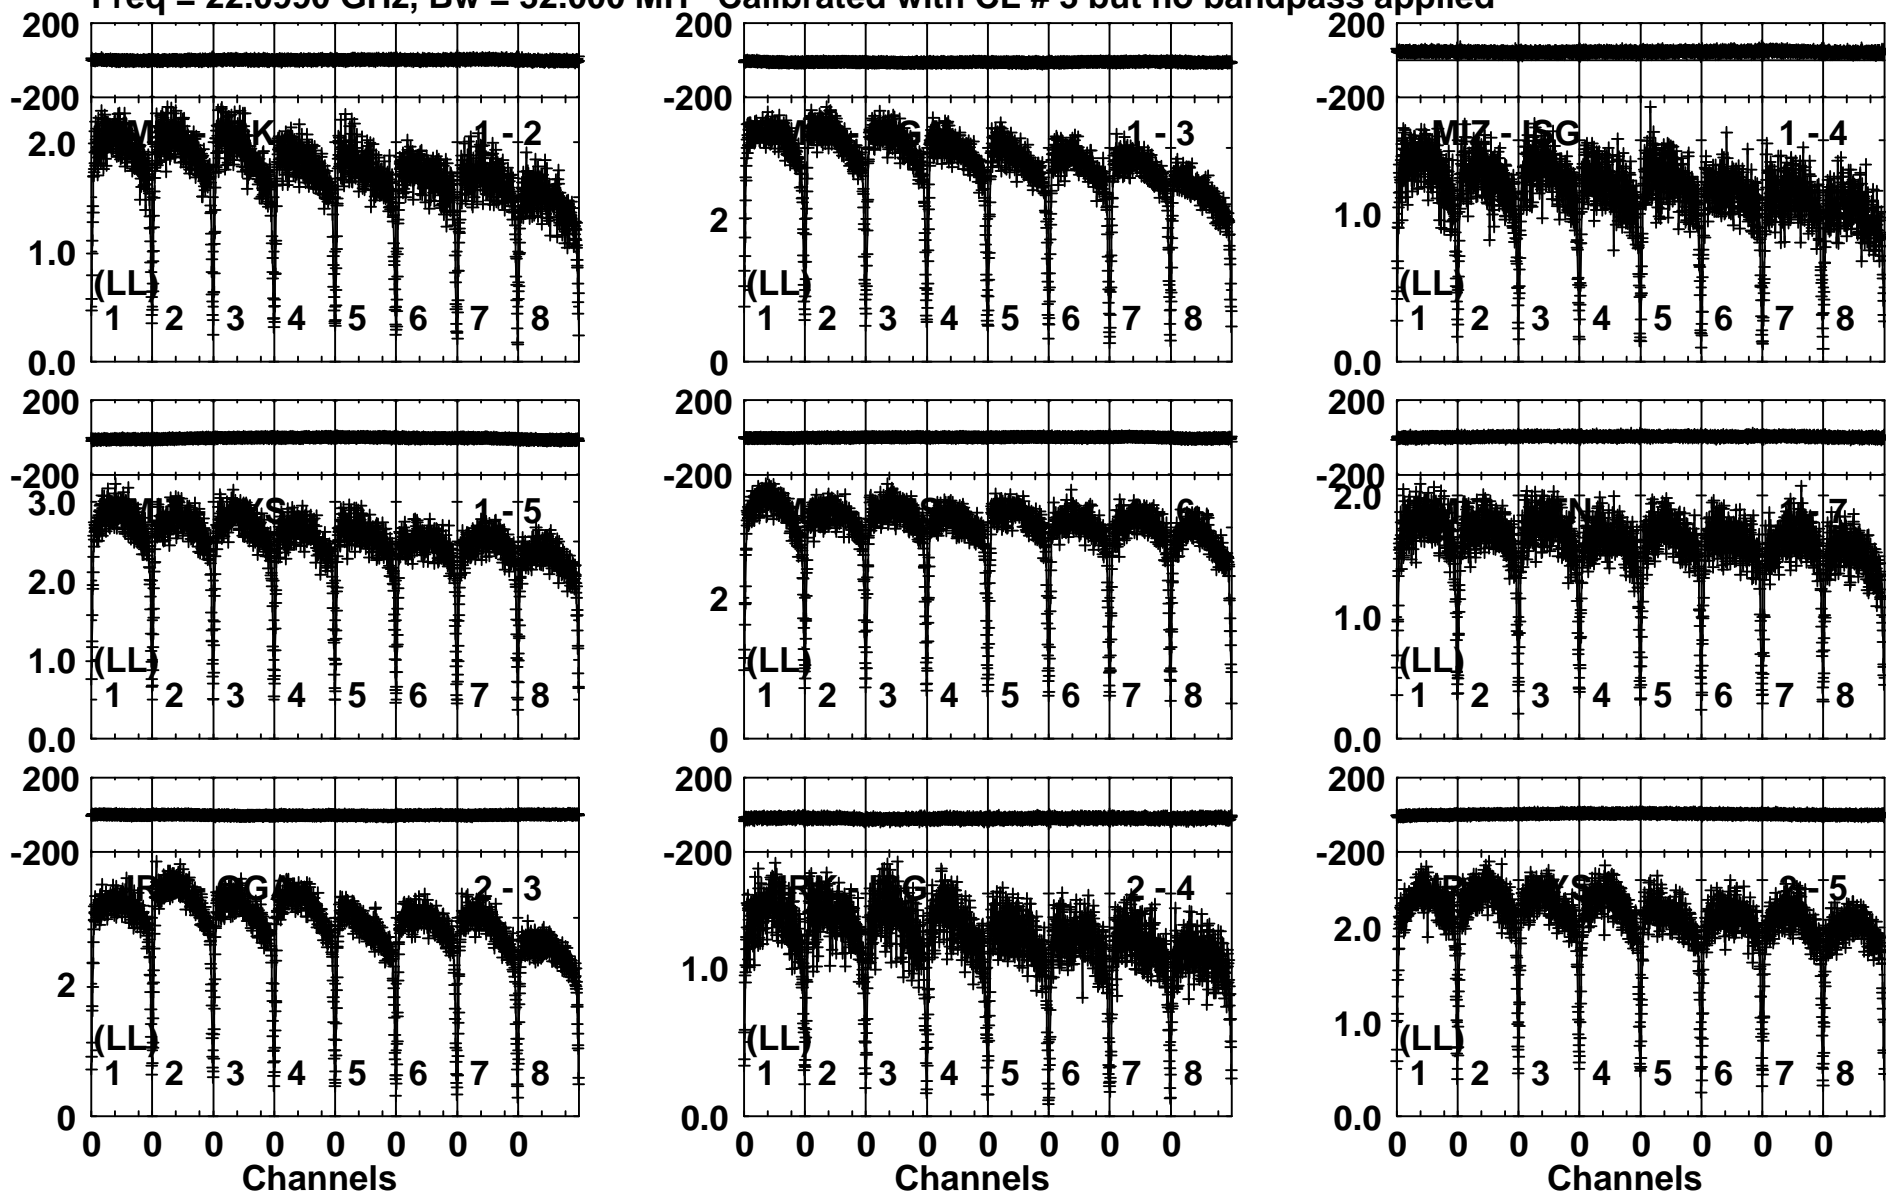 Calibrated with CL # 3 but no bandpass applied
200 200 200
-200 -200 -200
1 - 2 1 - 3 MIZ - ISG 1 - 4
2.0
2 1.0
1.0
(LL) (LL) (LL)
1 2 3 4 5 6 7 8 1 2 3 4 5 6 7 8 1 2 3 4 5 6 7 8
0.0 0 0.0
200 200 200
-200 -200 -200
3.0 2.0
1 - 5
2.0 2 1.0
1.0
(LL) (LL) (LL)
1 2 3 4 5 6 7 8 1 2 3 4 5 6 7 8 1 2 3 4 5 6 7 8
0.0 0 0.0
200 200 200
-200 -200 -200
2 - 3 2 - 4 2 - 5
2 1.0 2.0
1.0
(LL) (LL) (LL)
1 2 3 4 5 6 7 8 1 2 3 4 5 6 7 8 1 2 3 4 5 6 7 8
0 0.0 0.0
0 0 0 0 0 0 0 0 0 0 0 0 0 0 0 0 0 0 0 0 0 0 0 0
Channels Channels Channels